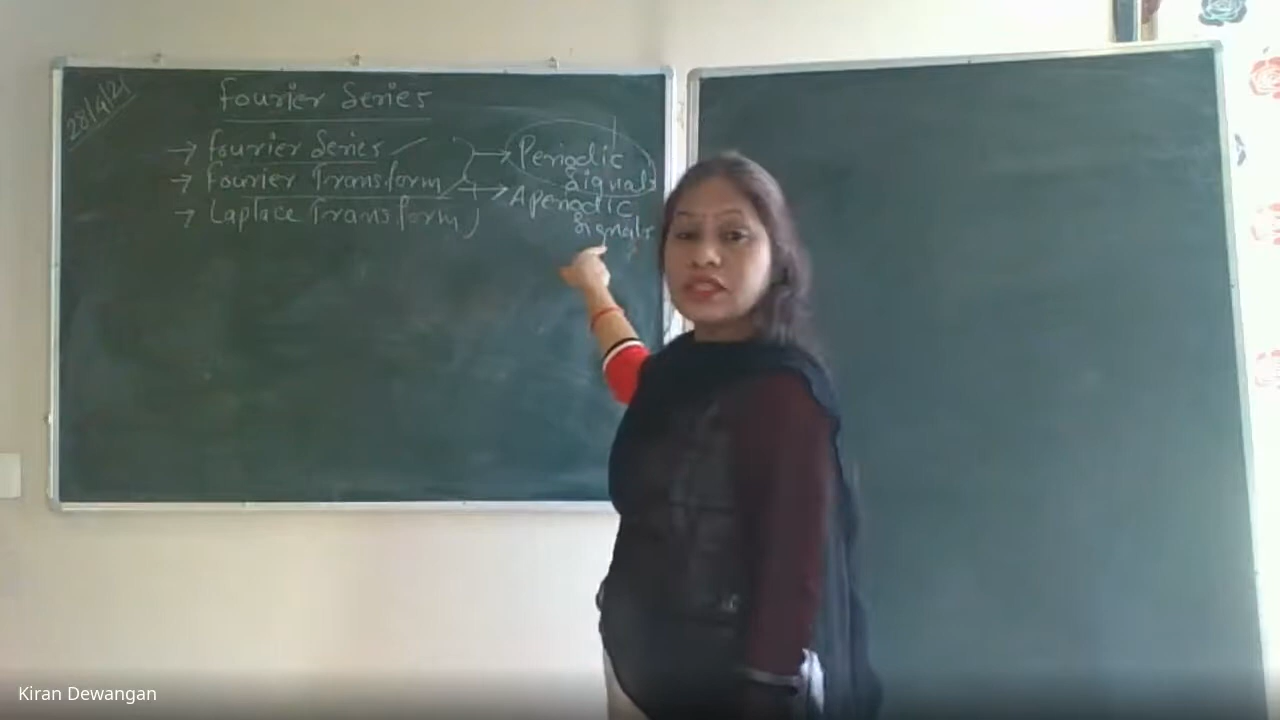 28/4/21
Fourier Series
→ Fourier Series
→ Fourier Transform
→ Laplace Transform
→ Periodic
Signals
→ Aperiodic
Signals
Kiran Dewangan